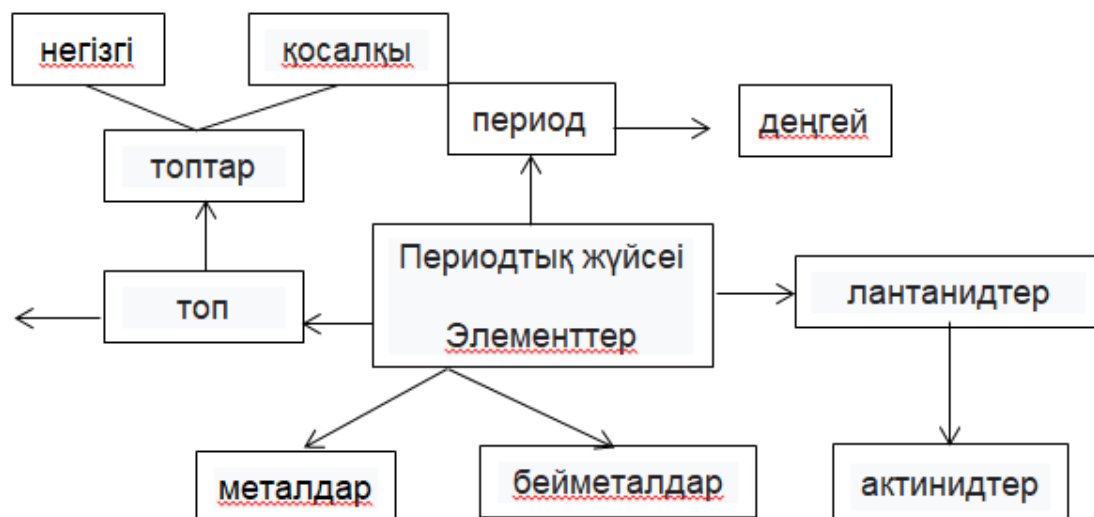 негізгі
қосалқы
период
деңгей
топтар
Периодтық жүйсеі
Элементтер
лантанидтер
топ
металдар
бейметалдар
актинидтер